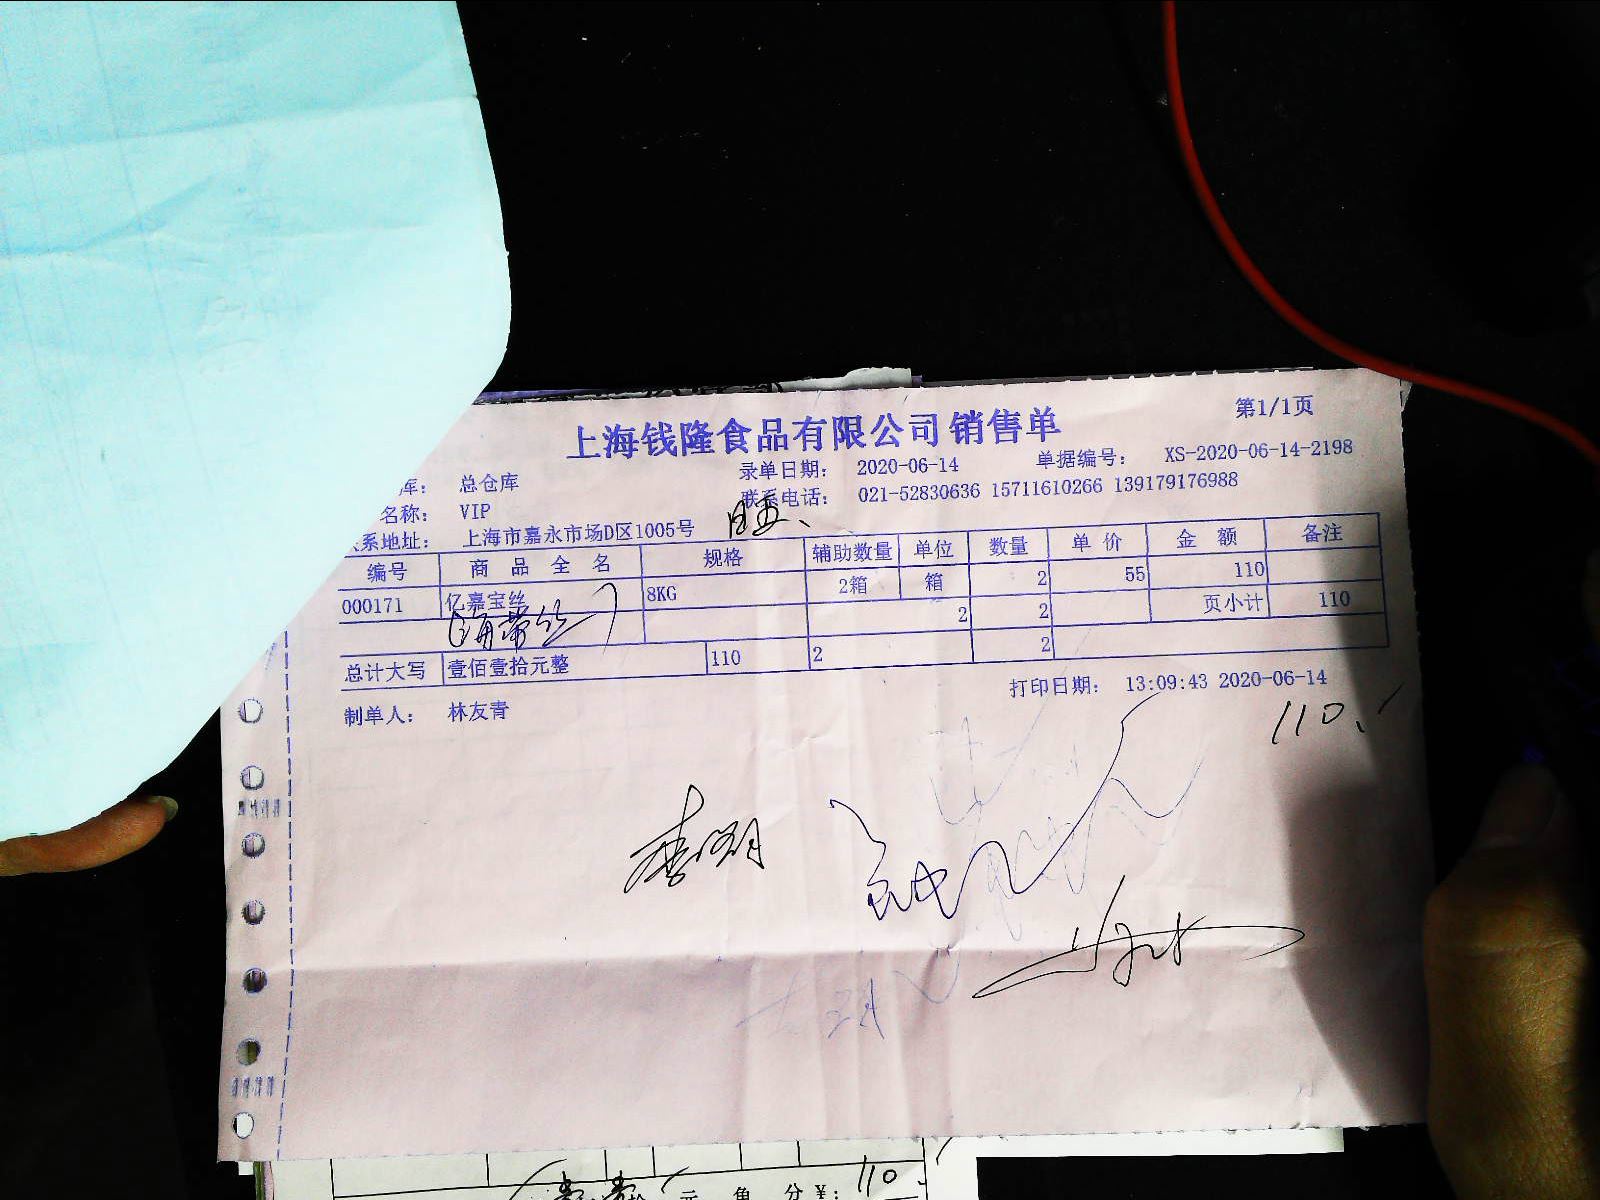 上海钱隆食品有限公司 销售单 第1/1页
库： 总仓库 录单日期： 2020-06-14 单据编号： XS-2020-06-14-2198
名称： VIP 联系电话： 021-52830636 15711610266 139179176988
系地址： 上海市嘉永市场D区1005号
编号 商品全名 规格 辅助数量 单位 数量 单价 金额 备注
000171 亿嘉宝丝 8KG 2箱 箱 2 55 110
(海带丝) 2 2 页小计 110
总计大写 壹佰壹拾元整 110 2 2
打印日期： 13:09:43 2020-06-14
制单人： 林友青
110.
元 角 分 ¥: 110